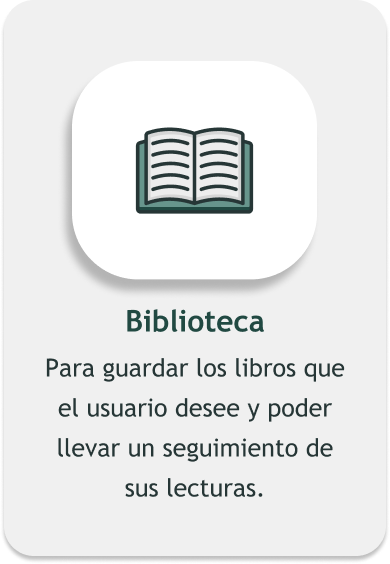 Biblioteca
Para guardar los libros que
el usuario desee y poder
llevar un seguimiento de
sus lecturas.